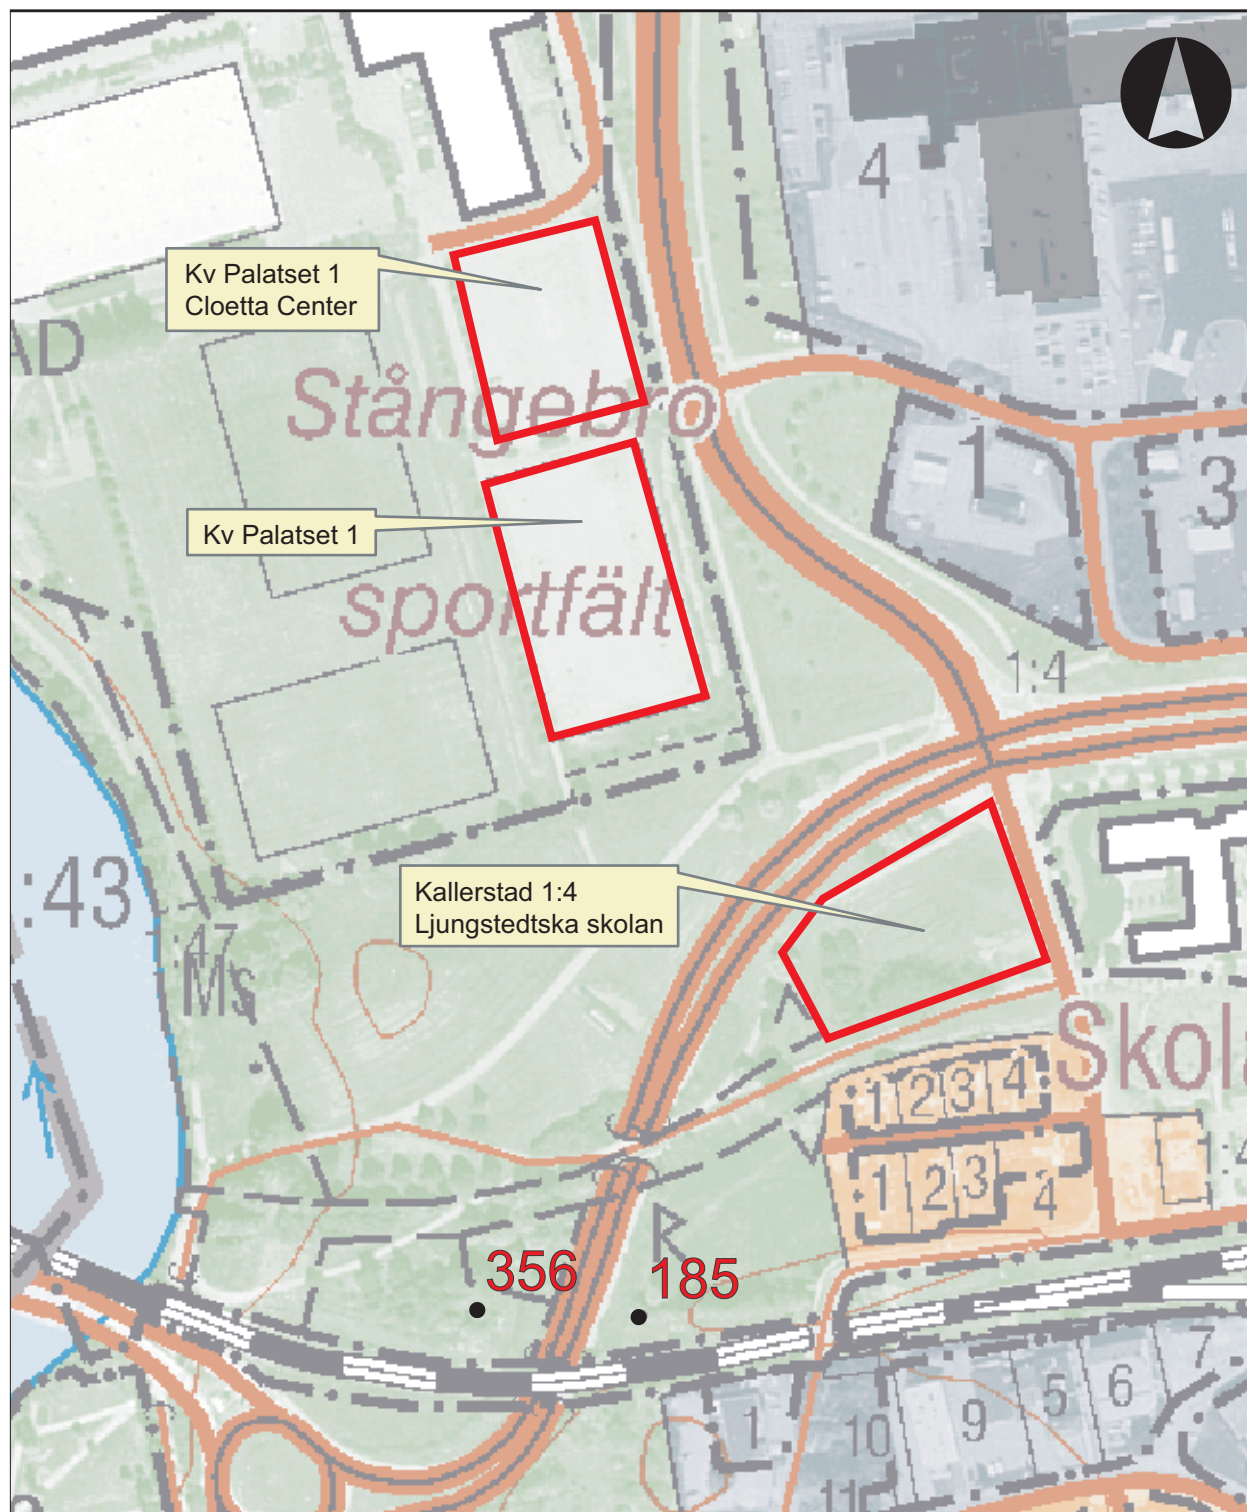 4
Kv Palatset 1
Cloetta Center
AD
Stångebro
1
3
Kv Palatset 1
sportfält
1:4
:43
Kallerstad 1:4
Ljungstedtska skolan
:47
Ms
Skola
1 2 3 4
1 2 3 4
R
356
185
7
6
5
9
1
10
11